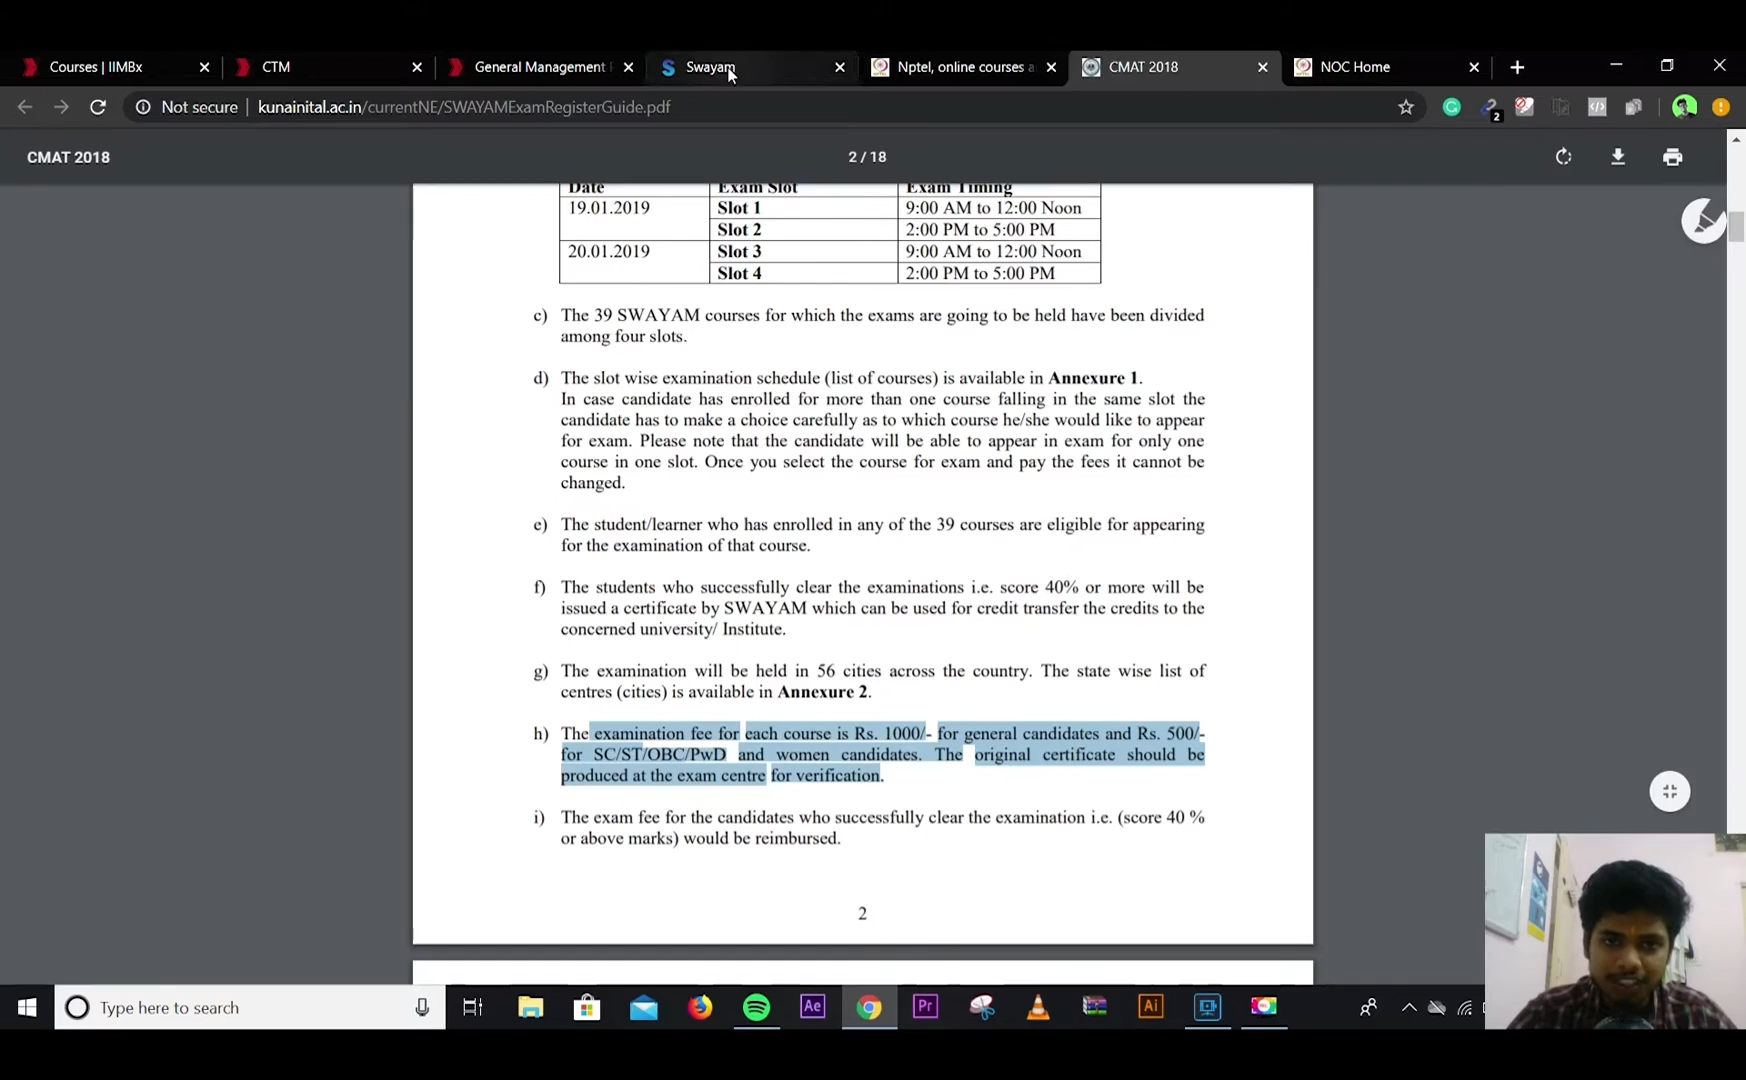 Courses | IIMBx
CTM
General Management
Swayam
Nptel, online courses a
CMAT 2018
NOC Home
Not secure
kunainital.ac.in/currentNE/SWAYAMExamRegisterGuide.pdf
2
CMAT 2018
2 / 18
Date Exam Slot Exam Timing
19.01.2019 Slot 1 9:00 AM to 12:00 Noon
Slot 2 2:00 PM to 5:00 PM
20.01.2019 Slot 3 9:00 AM to 12:00 Noon
Slot 4 2:00 PM to 5:00 PM
c) The 39 SWAYAM courses for which the exams are going to be held have been divided
among four slots.
d) The slot wise examination schedule (list of courses) is available in Annexure 1.
In case candidate has enrolled for more than one course falling in the same slot the
candidate has to make a choice carefully as to which course he/she would like to appear
for exam. Please note that the candidate will be able to appear in exam for only one
course in one slot. Once you select the course for exam and pay the fees it cannot be
changed.
e) The student/learner who has enrolled in any of the 39 courses are eligible for appearing
for the examination of that course.
f) The students who successfully clear the examinations i.e. score 40% or more will be
issued a certificate by SWAYAM which can be used for credit transfer the credits to the
concerned university/ Institute.
g) The examination will be held in 56 cities across the country. The state wise list of
centres (cities) is available in Annexure 2.
h) The examination fee for each course is Rs. 1000/- for general candidates and Rs. 500/-
for SC/ST/OBC/PwD and women candidates. The original certificate should be
produced at the exam centre for verification.
i) The exam fee for the candidates who successfully clear the examination i.e. (score 40 %
or above marks) would be reimbursed.
2
Type here to search
Ae
Pr
Ai